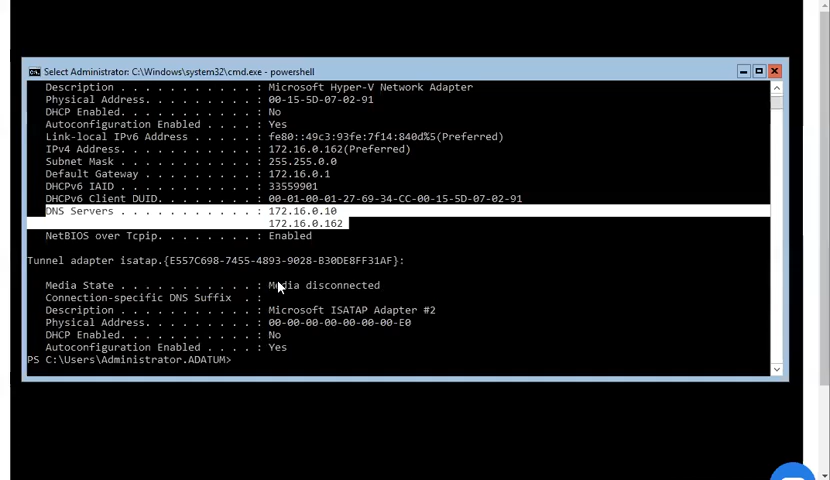 Select Administrator: C:\Windows\system32\cmd.exe - powershell
Description . . . . . . . . . . . : Microsoft Hyper-V Network Adapter
Physical Address. . . . . . . . . : 00-15-5D-07-02-91
DHCP Enabled. . . . . . . . . . . : No
Autoconfiguration Enabled . . . . : Yes
Link-local IPv6 Address . . . . . : fe80::49c3:93fe:7f14:840d%5(Preferred)
IPv4 Address. . . . . . . . . . . : 172.16.0.162(Preferred)
Subnet Mask . . . . . . . . . . . : 255.255.0.0
Default Gateway . . . . . . . . . : 172.16.0.1
DHCPv6 IAID . . . . . . . . . . . : 33559901
DHCPv6 Client DUID. . . . . . . . : 00-01-00-01-27-69-34-CC-00-15-5D-07-02-91
DNS Servers . . . . . . . . . . . : 172.16.0.10
172.16.0.162
NetBIOS over Tcpip. . . . . . . . : Enabled
Tunnel adapter isatap.{E557C698-7455-4893-9028-B30DE8FF31AF}:
Media State . . . . . . . . . . . : Media disconnected
Connection-specific DNS Suffix  . :
Description . . . . . . . . . . . : Microsoft ISATAP Adapter #2
Physical Address. . . . . . . . . : 00-00-00-00-00-00-00-E0
DHCP Enabled. . . . . . . . . . . : No
Autoconfiguration Enabled . . . . : Yes
PS C:\Users\Administrator.ADATUM>